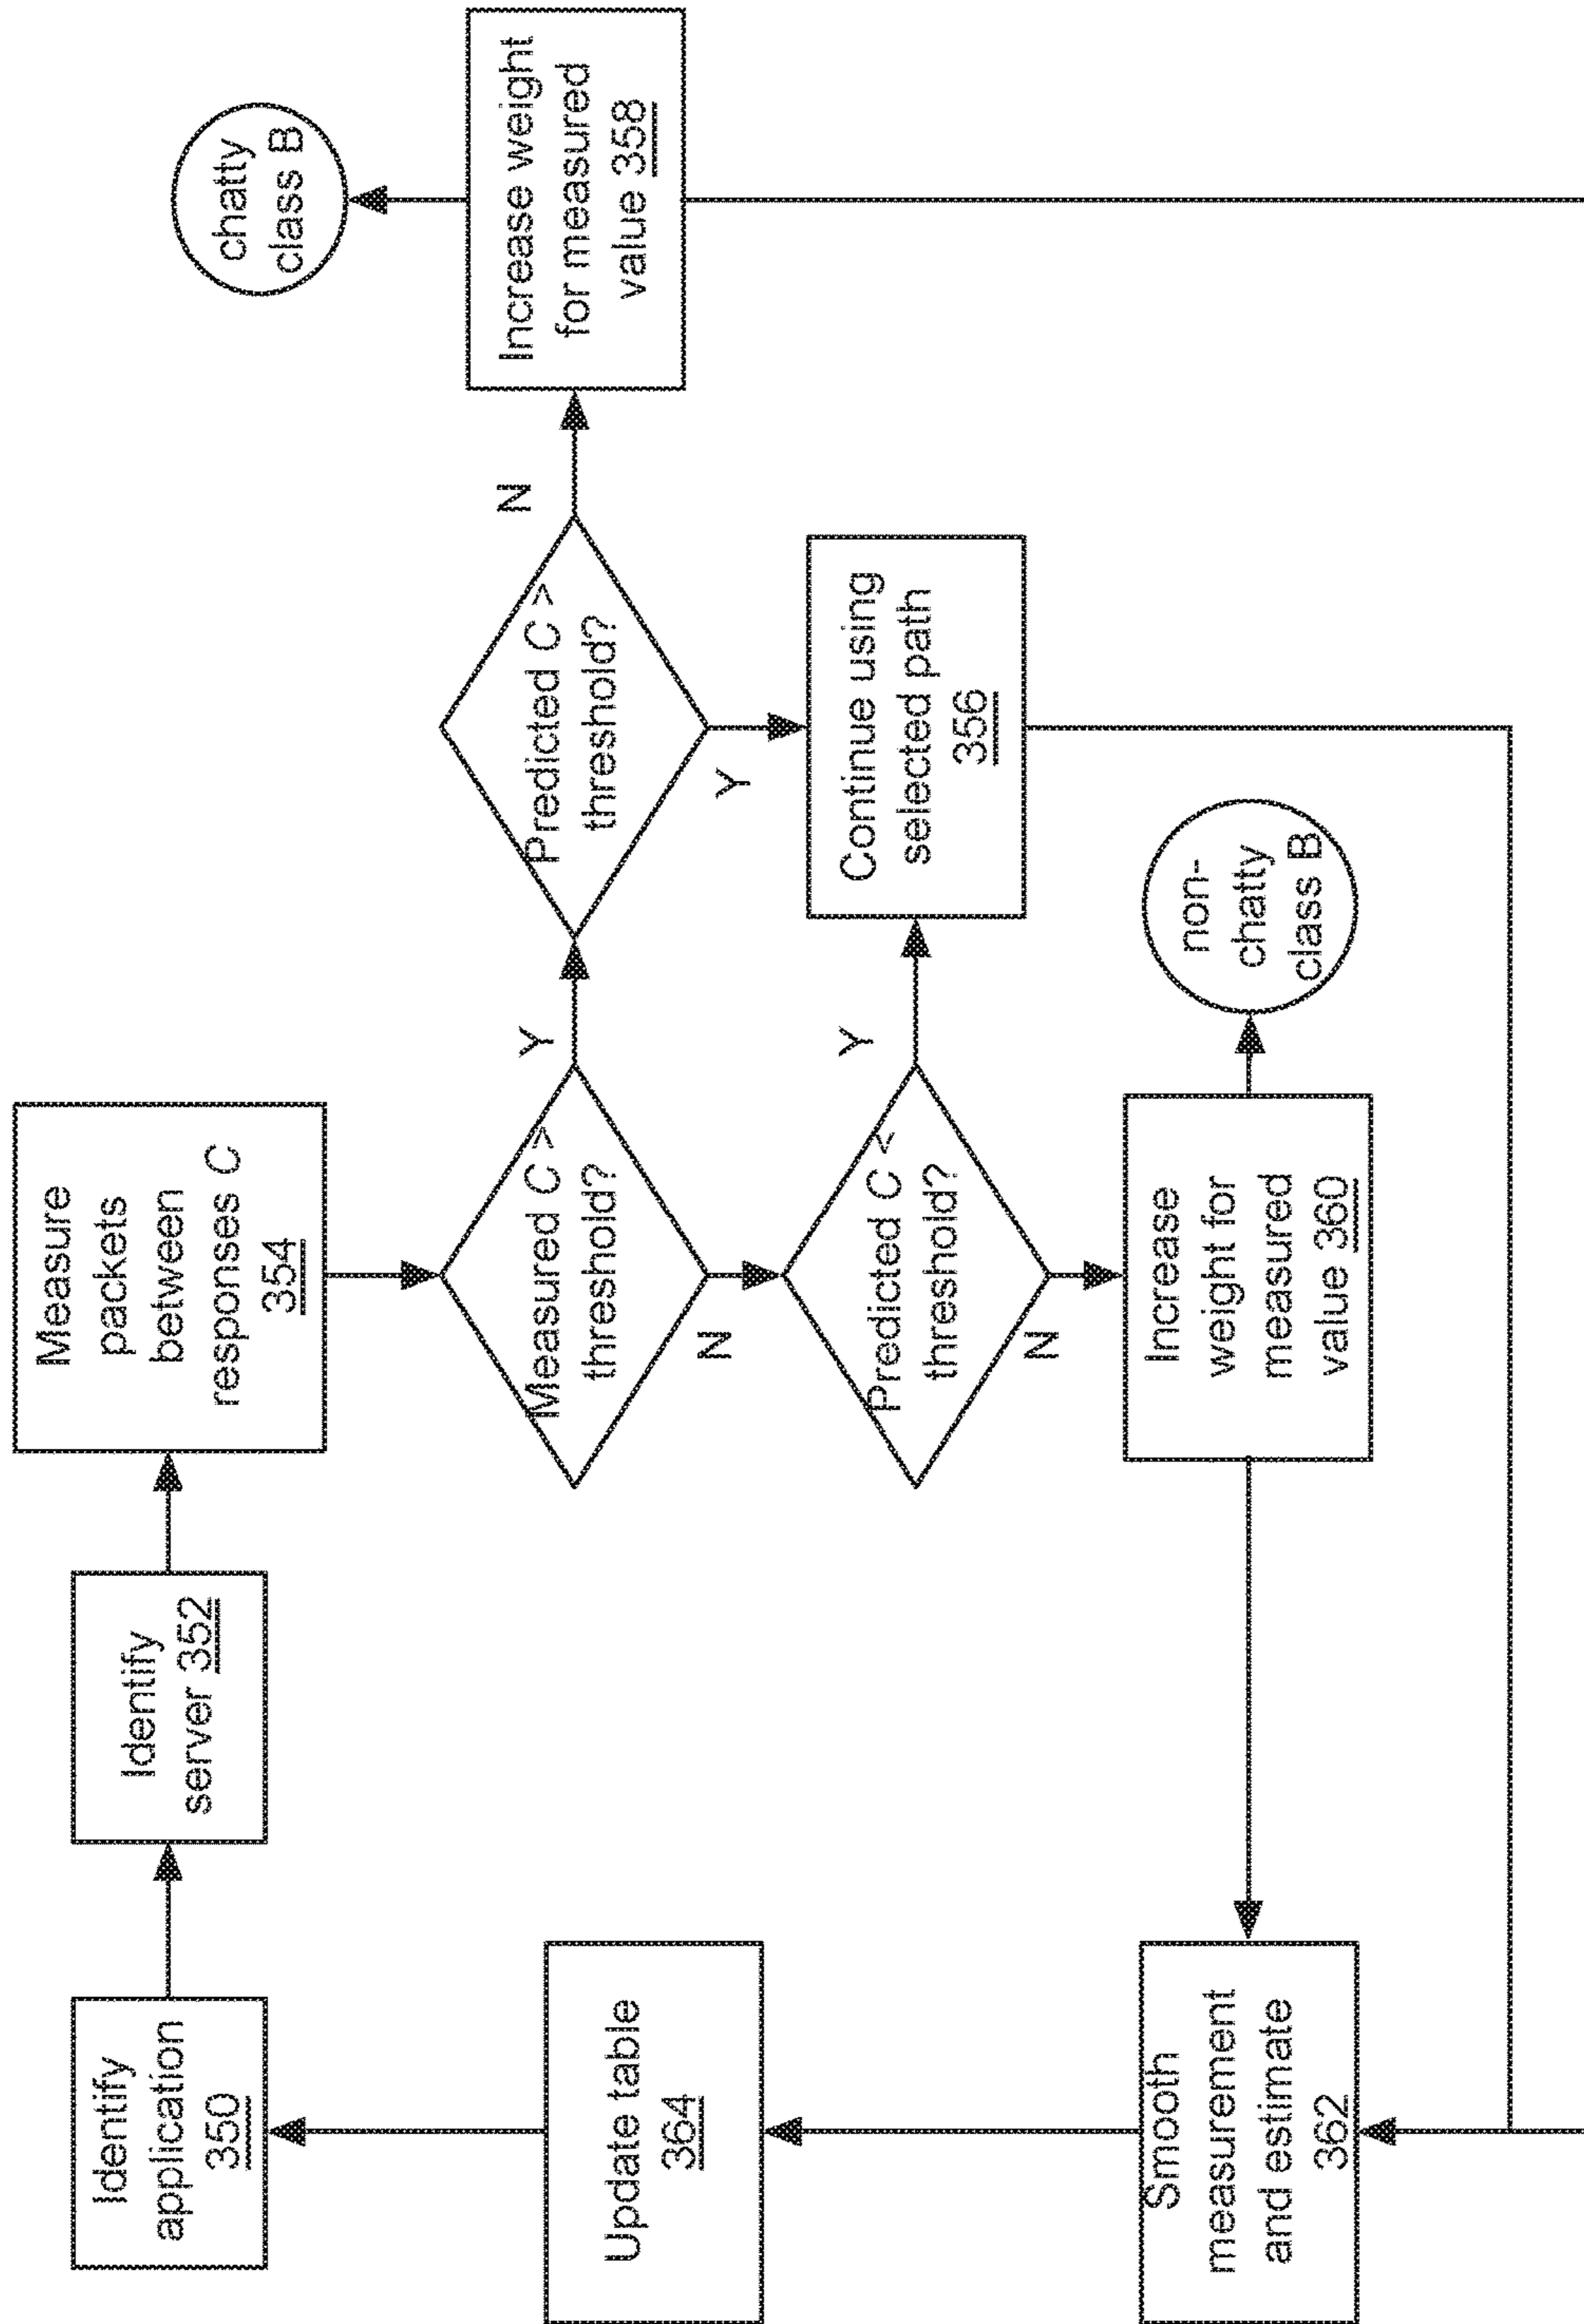 Identify
application
350
Identify
server 352
Measure
packets
between
responses C
354
Measured C >
threshold?
Y
N
Predicted C >
threshold?
N
Y
Increase weight
for measured
value 358
chatty
class B
Predicted C <
threshold?
Y
N
Continue using
selected path
356
Increase
weight for
measured
value 360
non-
chatty
class B
Smooth
measurement
and estimate
362
Update table
364